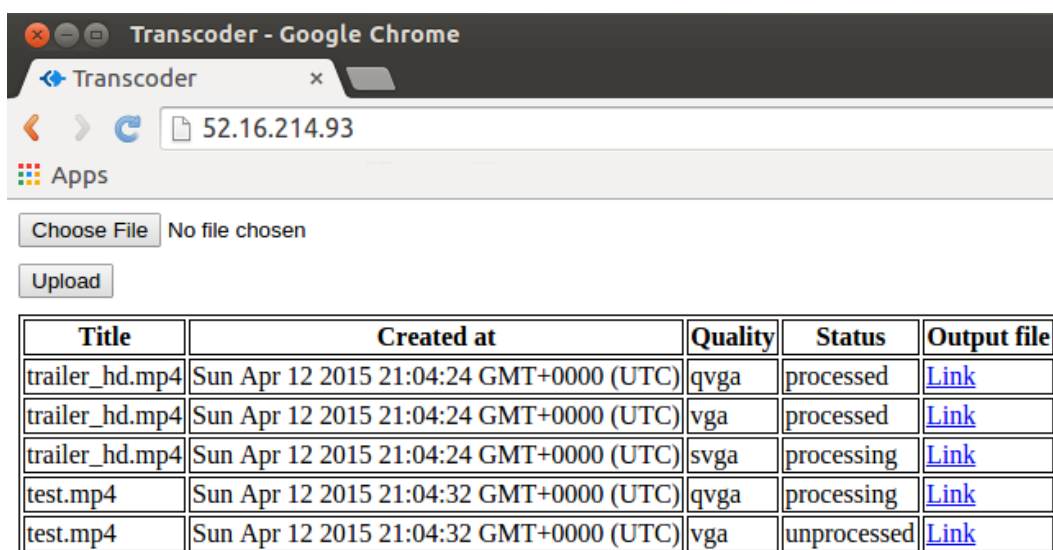 Transcoder - Google Chrome
Transcoder
52.16.214.93
Apps
Choose File No file chosen
Upload
Title Created at Quality Status Output file
trailer_hd.mp4 Sun Apr 12 2015 21:04:24 GMT+0000 (UTC) qvga processed Link
trailer_hd.mp4 Sun Apr 12 2015 21:04:24 GMT+0000 (UTC) vga processed Link
trailer_hd.mp4 Sun Apr 12 2015 21:04:24 GMT+0000 (UTC) svga processing Link
test.mp4 Sun Apr 12 2015 21:04:32 GMT+0000 (UTC) qvga processing Link
test.mp4 Sun Apr 12 2015 21:04:32 GMT+0000 (UTC) vga unprocessed Link